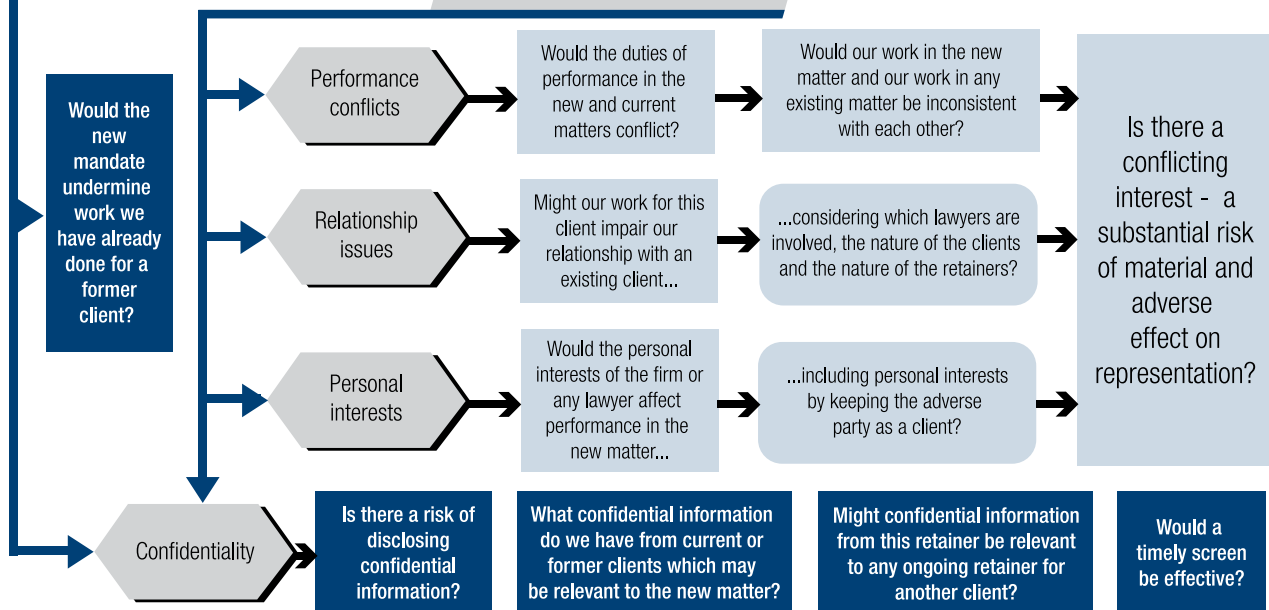 Would the
new
mandate
undermine
work we
have already
done for a
former
client?
Performance
conflicts
Would the duties of
performance in the
new and current
matters conflict?
Would our work in the new
matter and our work in any
existing matter be inconsistent
with each other?
Relationship
issues
Might our work for this
client impair our
relationship with an
existing client...
...considering which lawyers are
involved, the nature of the clients
and the nature of the retainers?
Personal
interests
Would the personal
interests of the firm or
any lawyer affect
performance in the
new matter...
...including personal interests
by keeping the adverse
party as a client?
Is there a
conflicting
interest -  a
substantial risk
of material and
adverse
effect on
representation?
Confidentiality
Is there a risk of
disclosing
confidential
information?
What confidential information
do we have from current or
former clients which may
be relevant to the new matter?
Might confidential information
from this retainer be relevant
to any ongoing retainer for
another client?
Would a
timely screen
be effective?